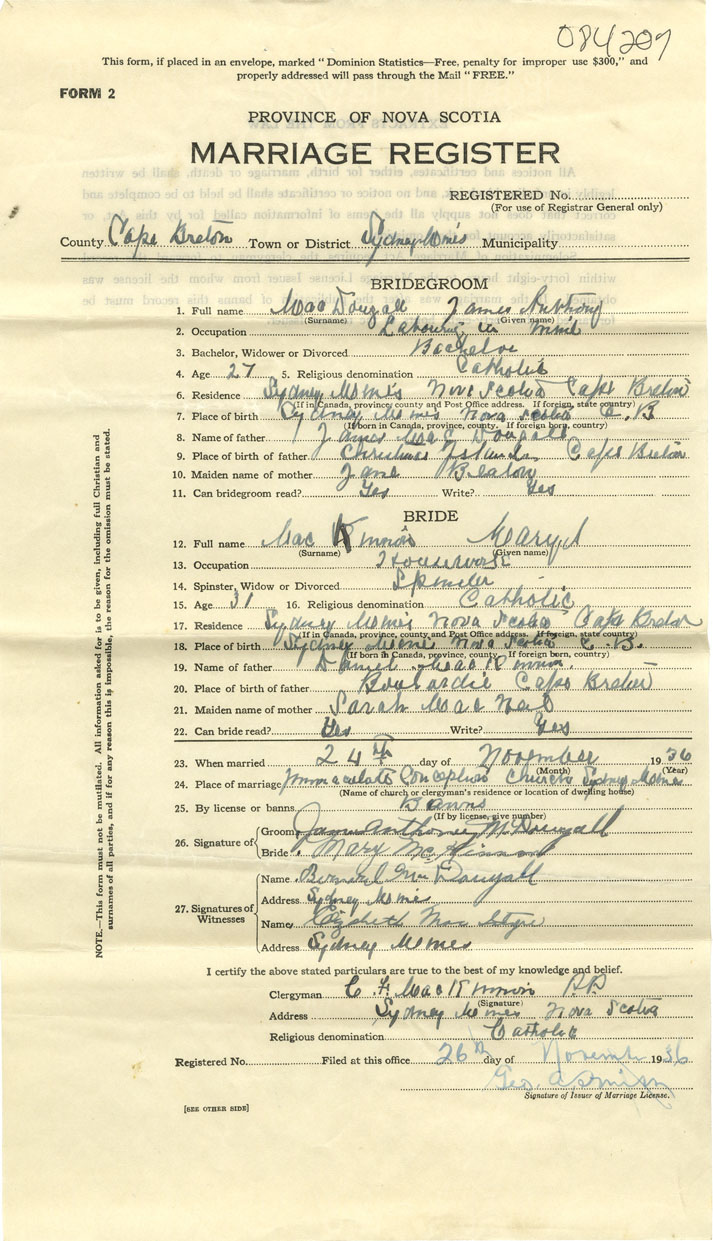 084207
This form, if placed in an envelope, marked "Dominion Statistics—Free, penalty for improper use $300," and
properly addressed will pass through the Mail "FREE."
FORM 2
PROVINCE OF NOVA SCOTIA
MARRIAGE REGISTER
REGISTERED No.
(For use of Registrar General only)
County Cape Breton Town or District Sydney Mines Municipality
BRIDEGROOM
1. Full name Mac Dougall James Anthony
(Surname) (Given name)
2. Occupation Labourer in mine
3. Bachelor, Widower or Divorced Bachelor
4. Age 27 5. Religious denomination Catholic
6. Residence Sydney Mines Nova Scotia Cape Breton
(If in Canada, province, county and Post Office address. If foreign, state country)
7. Place of birth Sydney Mines Nova Scotia C. B
(If born in Canada, province, county. If foreign born, country)
8. Name of father James Mac Dougall
9. Place of birth of father Christmas Island Cape Breton
10. Maiden name of mother Jane Beaton
11. Can bridegroom read? Yes Write? Yes
BRIDE
12. Full name Mac Kinnon Mary
(Surname) (Given name)
13. Occupation Housework
14. Spinster, Widow or Divorced Spinster
15. Age 31 16. Religious denomination Catholic
17. Residence Sydney Mines Nova Scotia Cape Breton
(If in Canada, province, county and Post Office address. If foreign, state country)
18. Place of birth Sydney Mines Nova Scotia C. B.
(If born in Canada, province, county. If foreign born, country)
19. Name of father Daniel Mac Kinnon
20. Place of birth of father Boulardie Cape Breton
21. Maiden name of mother Sarah Mac Neil
22. Can bride read? Yes Write? Yes
23. When married 24th day of November 1936
(Month) (Year)
24. Place of marriage Immaculate Conception Church Sydney Mines
(Name of church or clergyman's residence or location of dwelling house)
25. By license or banns Banns
(If by license, give number)
26. Signature of Groom James Anthony McDougall
Bride Mary McKinnon
27. Signatures of Witnesses
Name Mac Dougall
Address Sydney Mines
Name Elizabeth Mac
Address Sydney Mines
I certify the above stated particulars are true to the best of my knowledge and belief.
Clergyman C. F. Mac Kinnon P.P.
(Signature)
Address Sydney Mines Nova Scotia
Religious denomination Catholic
Registered No. Filed at this office 26th day of November 1936
Geo.
Signature of Issuer of Marriage License.
[SEE OTHER SIDE]
NOTE.—This form must not be mutilated. All information asked for is to be given, including full Christian and
surnames of all parties, and if for any reason this is impossible, the reason for the omission must be stated.